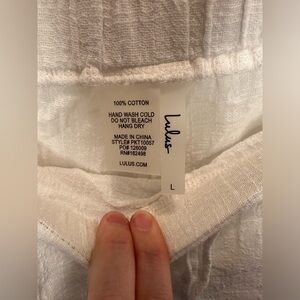 100% COTTON
HAND WASH COLD
DO NOT BLEACH
HANG DRY
MADE IN CHINA
STYLE# PKT10057
PO# 126009
RN#162498
LULUS.COM
Lulus
L